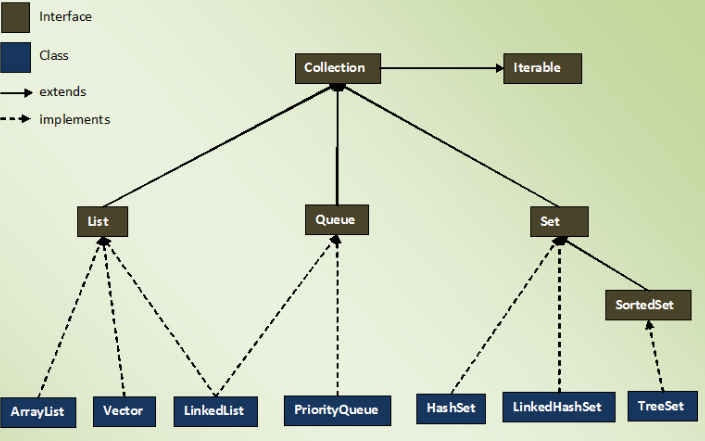 Interface
Class
extends
implements
Collection
Iterable
List
Queue
Set
SortedSet
ArrayList
Vector
LinkedList
PriorityQueue
HashSet
LinkedHashSet
TreeSet